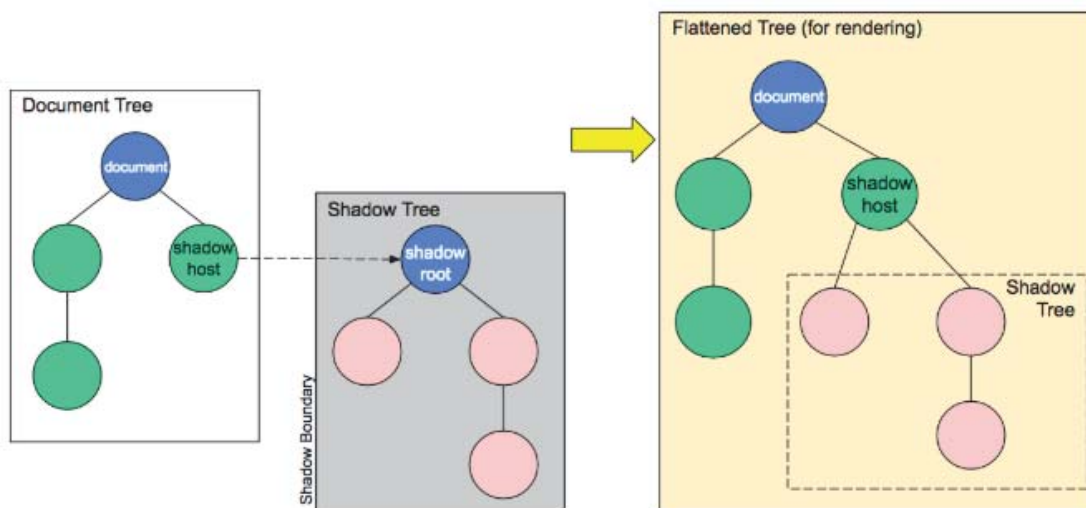 Document Tree
document
shadow
host
Shadow Tree
shadow
root
Shadow Boundary
Flattened Tree (for rendering)
document
shadow
host
Shadow
Tree